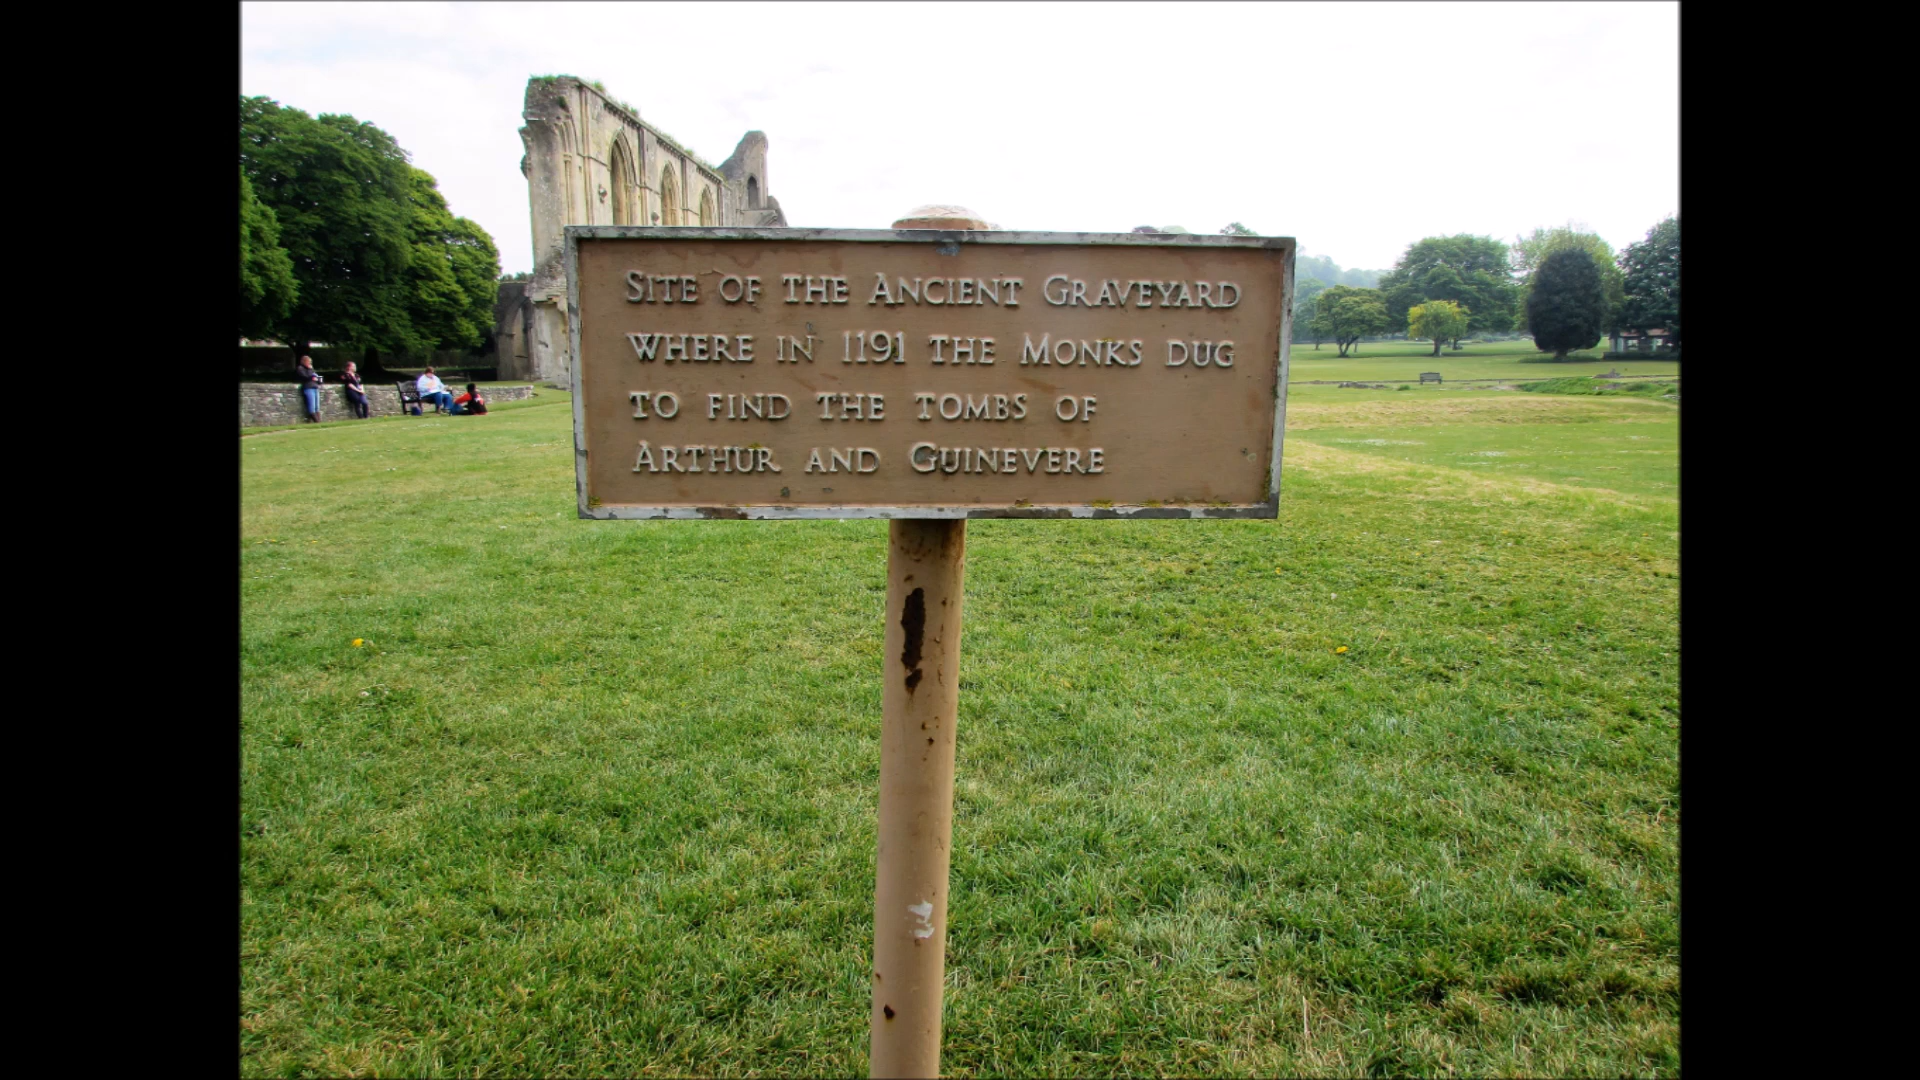 Site of the Ancient Graveyard
where in 1191 the Monks dug
to find the tombs of
Arthur and Guinevere